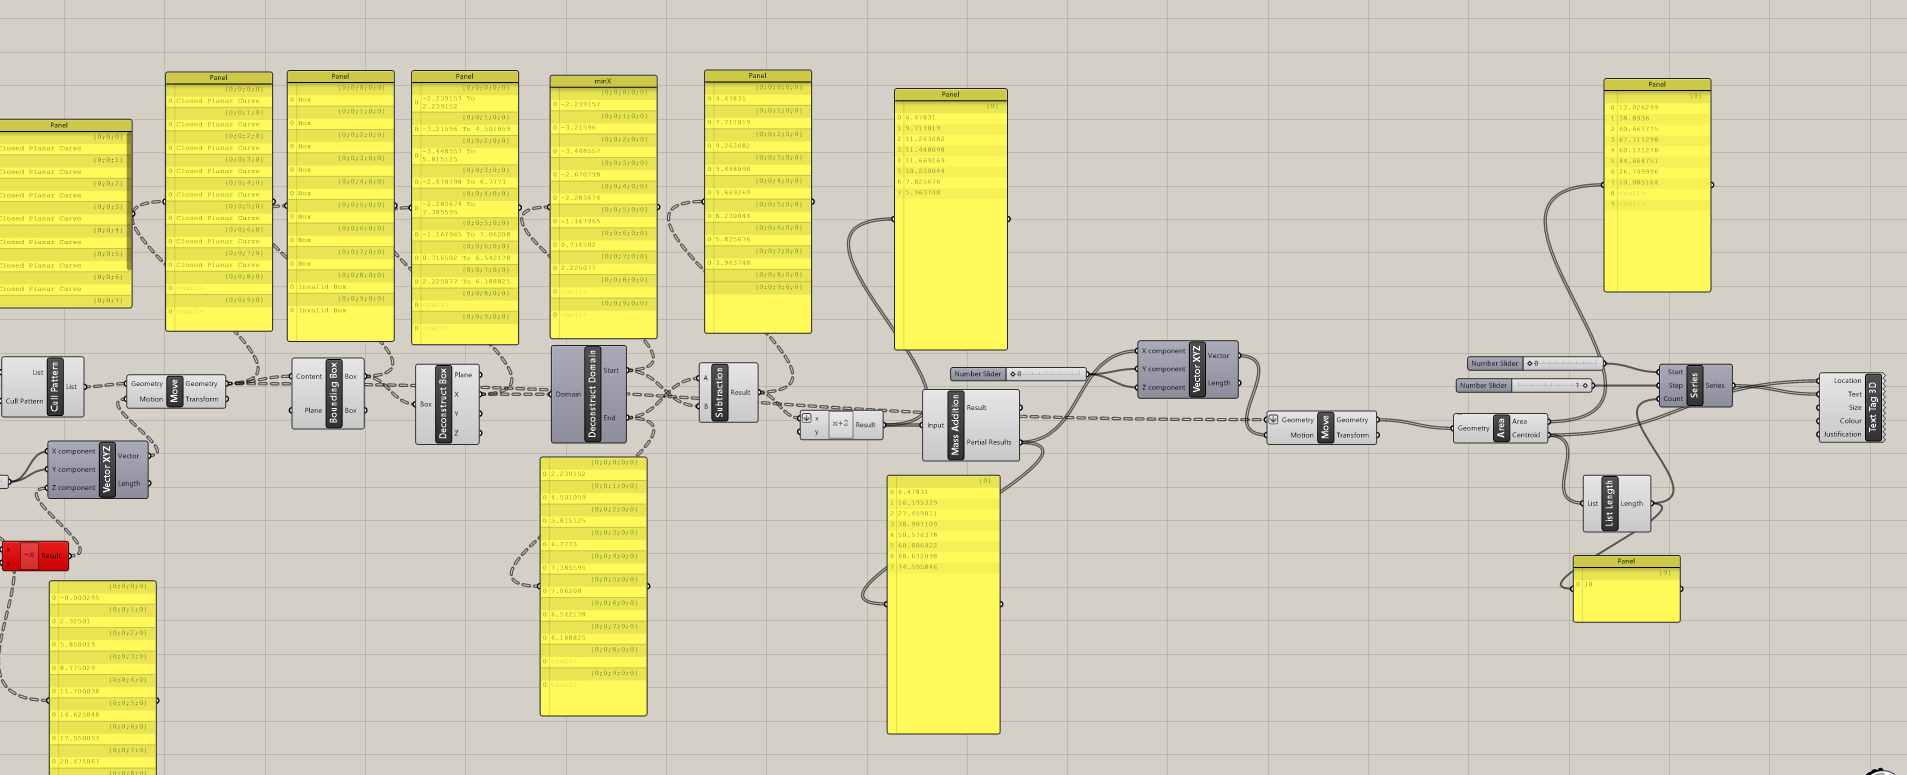 Panel
{0;0;0}
Closed Planar Curve
{0;0;1}
Closed Planar Curve
{0;0;2}
Closed Planar Curve
{0;0;3}
Closed Planar Curve
{0;0;4}
Closed Planar Curve
{0;0;5}
Closed Planar Curve
{0;0;6}
Closed Planar Curve
{0;0;7}
Panel
{0;0;0;0}
0 Closed Planar Curve
{0;0;1;0}
0 Closed Planar Curve
{0;0;2;0}
0 Closed Planar Curve
{0;0;3;0}
0 Closed Planar Curve
{0;0;4;0}
0 Closed Planar Curve
{0;0;5;0}
0 Closed Planar Curve
{0;0;6;0}
0 Closed Planar Curve
{0;0;7;0}
0 Closed Planar Curve
{0;0;8;0}
0 <null>
{0;0;9;0}
0 <null>
Panel
{0;0;0;0}
0 Box
{0;0;1;0}
0 Box
{0;0;2;0}
0 Box
{0;0;3;0}
0 Box
{0;0;4;0}
0 Box
{0;0;5;0}
0 Box
{0;0;6;0}
0 Box
{0;0;7;0}
0 Box
{0;0;8;0}
0 Invalid Box
{0;0;9;0}
0 Invalid Box
Panel
{0;0;0;0}
0 -2.239157 To
2.239152
{0;0;1;0}
0 -3.21596 To 4.501059
{0;0;2;0}
0 -3.448557 To
5.815125
{0;0;3;0}
0 -2.670798 To 6.7773
{0;0;4;0}
0 -2.283674 To
7.385595
{0;0;5;0}
0 -1.167965 To 7.06208
{0;0;6;0}
0 0.716502 To 6.542178
{0;0;7;0}
0 2.225077 To 6.188825
{0;0;8;0}
0 <null>
{0;0;9;0}
0 <null>
minX
{0;0;0;0}
0 -2.239157
{0;0;1;0}
0 -3.21596
{0;0;2;0}
0 -3.448557
{0;0;3;0}
0 -2.670798
{0;0;4;0}
0 -2.283674
{0;0;5;0}
0 -1.167965
{0;0;6;0}
0 0.716502
{0;0;7;0}
0 2.225077
{0;0;8;0}
0 <null>
{0;0;9;0}
0 <null>
Panel
{0;0;0;0}
0 4.47831
{0;0;1;0}
0 7.717019
{0;0;2;0}
0 9.263682
{0;0;3;0}
0 9.448098
{0;0;4;0}
0 9.669269
{0;0;5;0}
0 8.230044
{0;0;6;0}
0 5.825676
{0;0;7;0}
0 3.963748
{0;0;8;0}
{0;0;9;0}
Panel
{0}
0 6.47831
1 9.717019
2 11.263682
3 11.448098
4 11.669269
5 10.230044
6 7.825676
7 5.963748
Panel
{0}
0 13.026299
1 38.8936
2 60.667775
3 67.717298
4 60.171278
5 44.664751
6 26.749996
7 10.085164
8 <null>
9 <null>
List
Cull Pattern
Cull Pattern
List
Geometry
Motion
Move
Geometry
Transform
Content
Plane
Bounding Box
Box
Box
Box
Deconstruct Box
Plane
X
Y
Z
Domain
Deconstruct Domain
Start
End
A
B
Subtraction
Result
x
y
x+2
Input
Mass Addition
Result
Partial Results
Number Slider
0
X component
Y component
Z component
Vector XYZ
Vector
Length
Geometry
Motion
Move
Geometry
Transform
Geometry
Area
Area
Centroid
Number Slider
0
Number Slider
1
Start
Step
Count
Series
Series
Location
Text
Size
Colour
Justification
Text Tag 3D
List
List Length
Length
Panel
{0}
0 10
X component
Y component
Z component
Vector XYZ
Vector
Length
x
-x
Result
{0;0;0;0}
0 -0.000295
{0;0;1;0}
0 2.92501
{0;0;2;0}
0 5.850019
{0;0;3;0}
0 8.775029
{0;0;4;0}
0 11.700038
{0;0;5;0}
0 14.625048
{0;0;6;0}
0 17.550057
{0;0;7;0}
0 20.475067
{0;0;8;0}
{0;0;0;0}
0 2.239152
{0;0;1;0}
0 4.501059
{0;0;2;0}
0 5.815125
{0;0;3;0}
0 6.7773
{0;0;4;0}
0 7.385595
{0;0;5;0}
0 7.06208
{0;0;6;0}
0 6.542178
{0;0;7;0}
0 6.188825
{0;0;8;0}
0 <null>
{0;0;9;0}
0 <null>
{0}
0 6.47831
1 16.195329
2 27.459011
3 38.907109
4 50.576378
5 60.806422
6 68.632098
7 74.595846